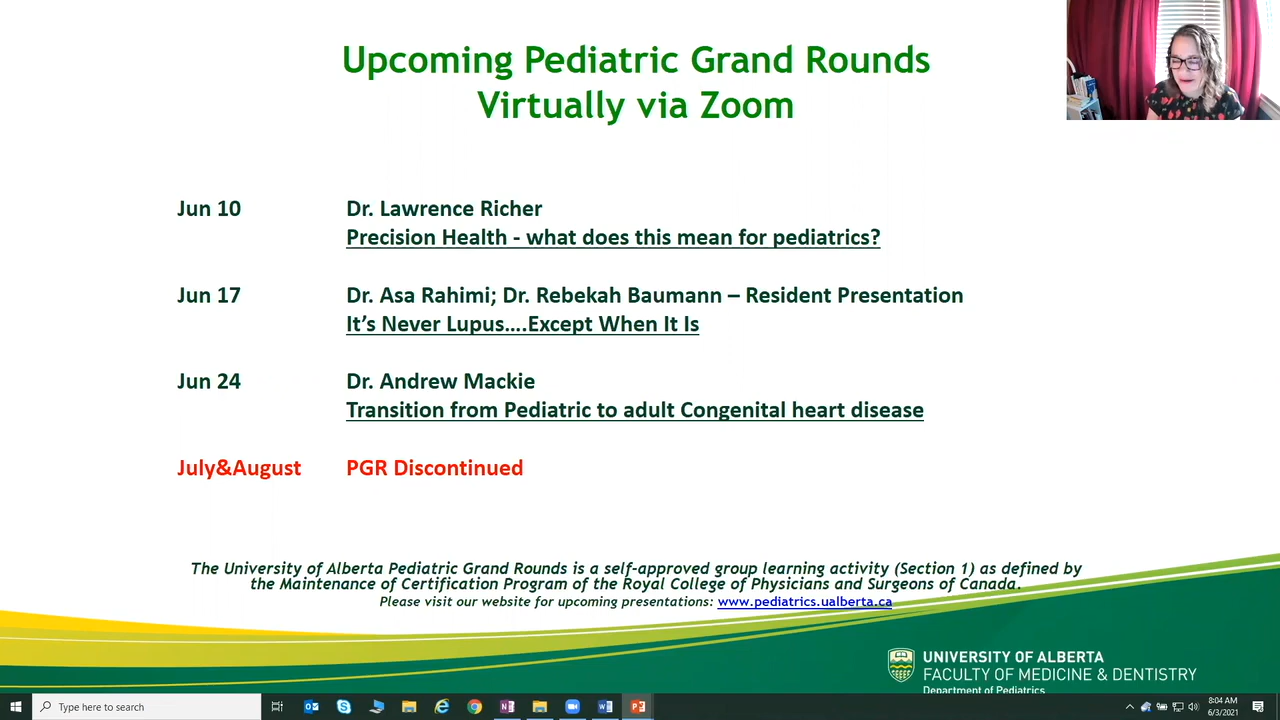 Upcoming Pediatric Grand Rounds
Virtually via Zoom
Jun 10 Dr. Lawrence Richer
Precision Health - what does this mean for pediatrics?
Jun 17 Dr. Asa Rahimi; Dr. Rebekah Baumann – Resident Presentation
It's Never Lupus….Except When It Is
Jun 24 Dr. Andrew Mackie
Transition from Pediatric to adult Congenital heart disease
July&August PGR Discontinued
The University of Alberta Pediatric Grand Rounds is a self-approved group learning activity (Section 1) as defined by
the Maintenance of Certification Program of the Royal College of Physicians and Surgeons of Canada.
Please visit our website for upcoming presentations: www.pediatrics.ualberta.ca
UNIVERSITY OF ALBERTA
FACULTY OF MEDICINE & DENTISTRY
Department of Pediatrics
Type here to search
8:04 AM
6/3/2021